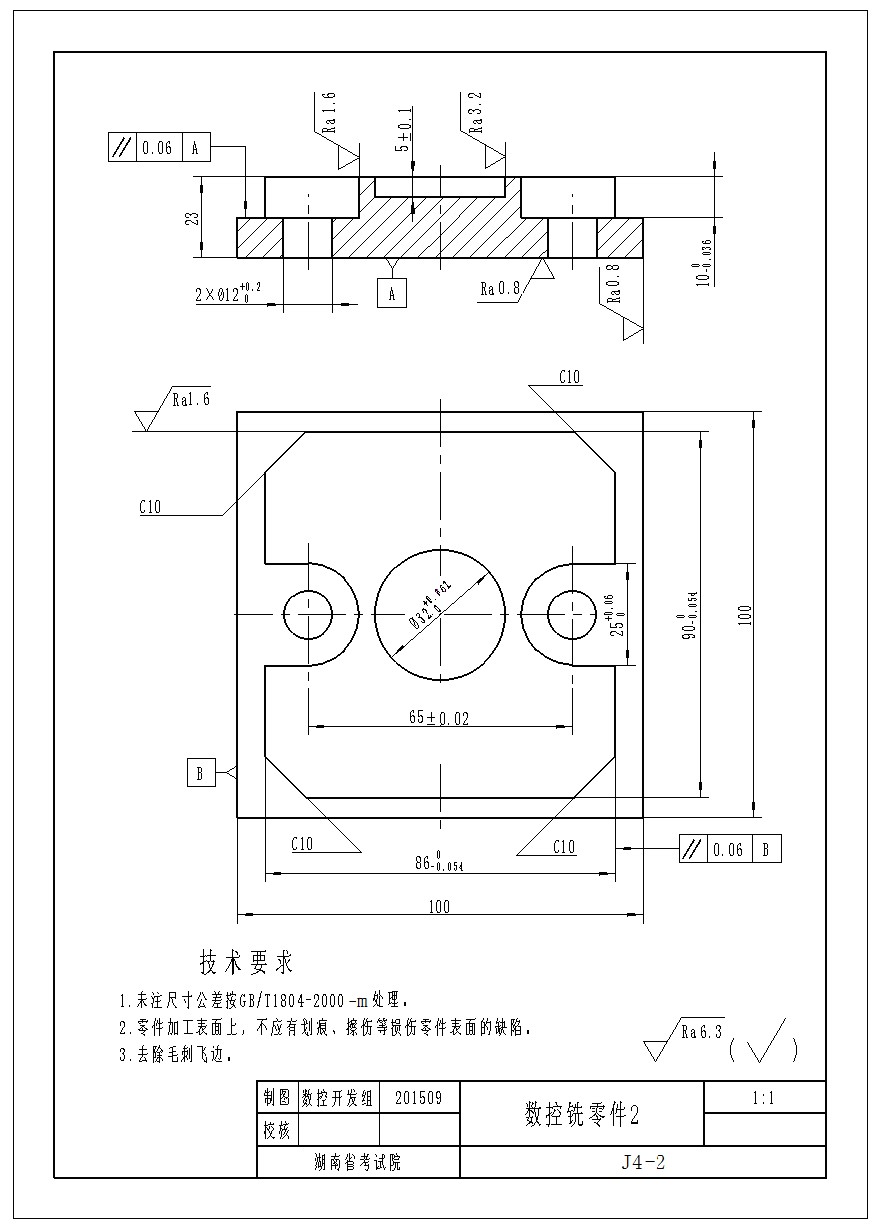 Ra1.6
5±0.1
Ra3.2
// 0.06 A
23
10 0 -0.036
2×Ø12 +0.2 0
A
Ra0.8
Ra0.8
C10
Ra1.6
C10
Ø32 +0.062 0
25 +0.06 0
90 0 -0.054
100
65±0.02
B
C10
C10
// 0.06 B
86 0 -0.054
100
技术要求
1.未注尺寸公差按GB/T1804-2000-m处理。
2.零件加工表面上，不应有划痕、擦伤等损伤零件表面的缺陷。
3.去除毛刺飞边。
Ra6.3 (√)
制图 数控开发组 201509
数控铣零件2
1:1
校核
湖南省考试院
J4-2